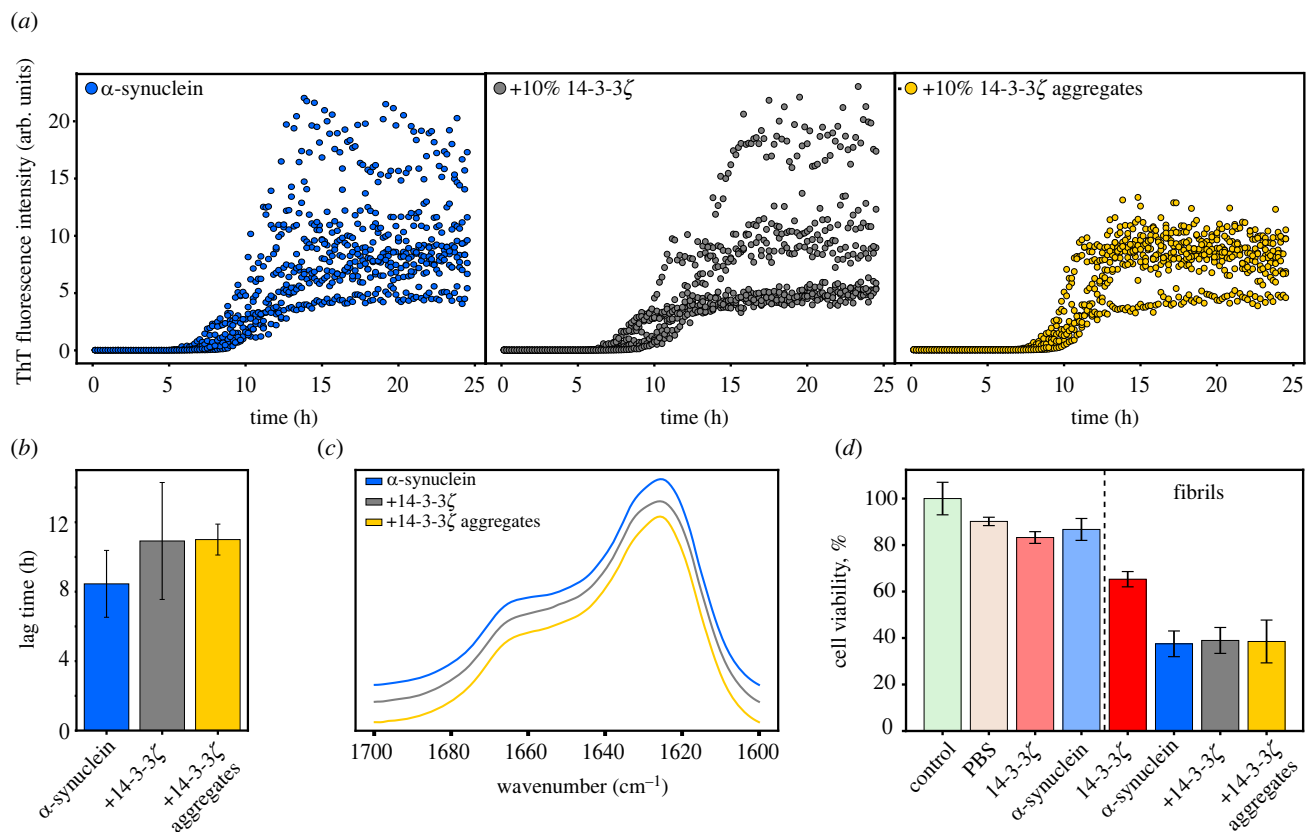 (a)
ThT fluorescence intensity (arb. units)
20
15
10
5
0
α-synuclein
+10% 14-3-3ζ
+10% 14-3-3ζ aggregates
0 5 10 15 20 25
0 5 10 15 20 25
0 5 10 15 20 25
time (h)
time (h)
time (h)
(b)
lag time (h)
12
8
4
0
α-synuclein
+14-3-3ζ
+14-3-3ζ
aggregates
(c)
α-synuclein
+14-3-3ζ
+14-3-3ζ aggregates
1700 1680 1660 1640 1620 1600
wavenumber (cm⁻¹)
(d)
cell viability, %
100
80
60
40
20
0
fibrils
control
PBS
14-3-3ζ
α-synuclein
14-3-3ζ
α-synuclein
+14-3-3ζ
+14-3-3ζ
aggregates